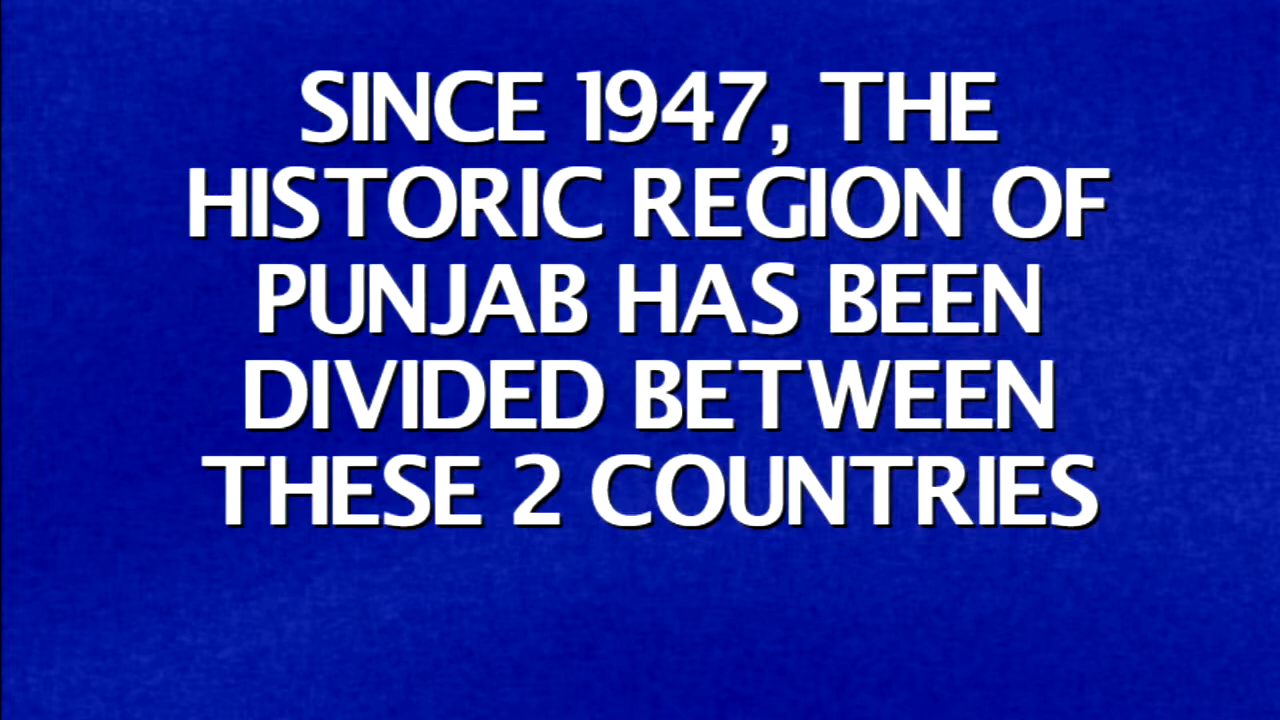 SINCE 1947, THE
HISTORIC REGION OF
PUNJAB HAS BEEN
DIVIDED BETWEEN
THESE 2 COUNTRIES